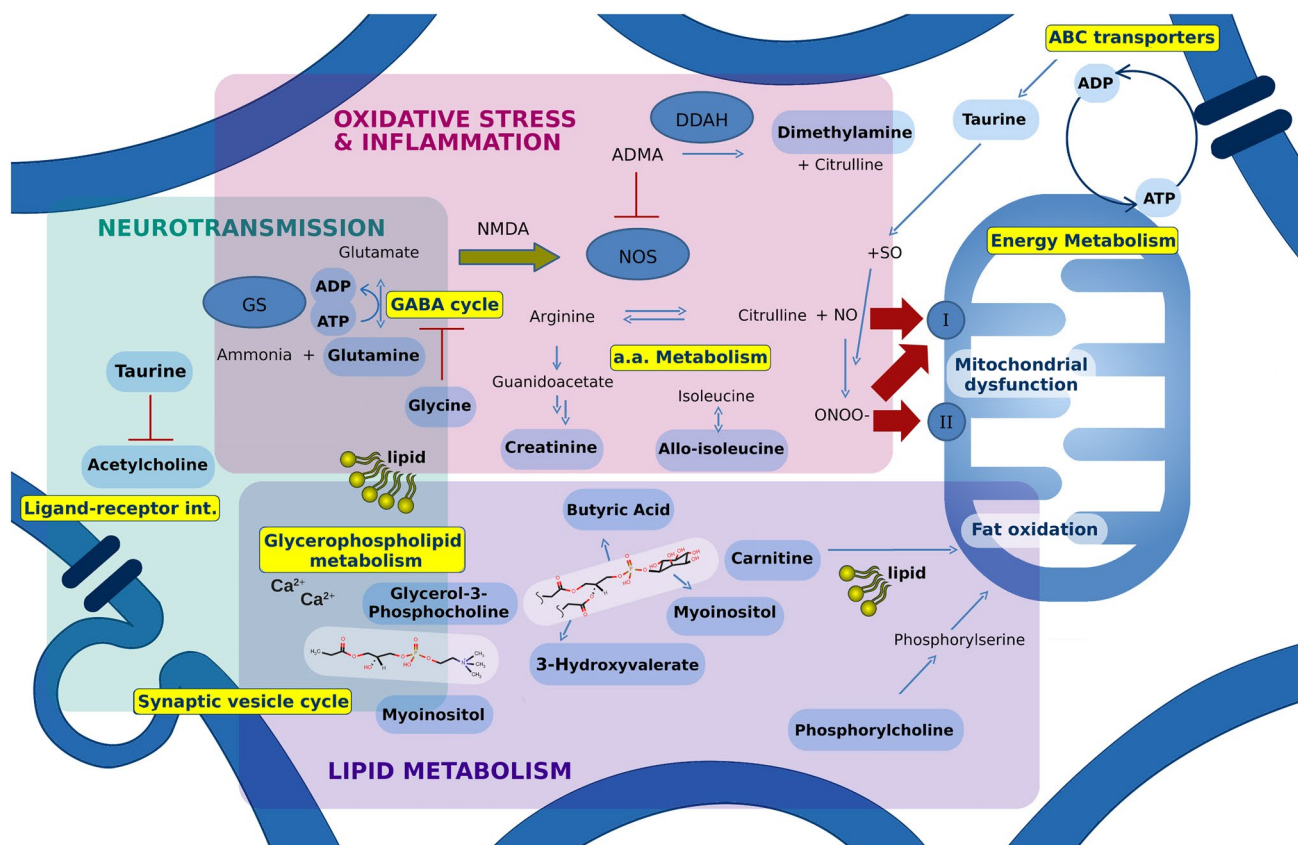 ABC transporters
ADP
ATP
Taurine
OXIDATIVE STRESS
& INFLAMMATION
DDAH
Dimethylamine
+ Citrulline
ADMA
NEUROTRANSMISSION
NMDA
NOS
Energy Metabolism
+SO
Glutamate
GS
ADP
ATP
GABA cycle
Ammonia + Glutamine
Arginine
Citrulline + NO
I
a.a. Metabolism
Mitochondrial
dysfunction
Taurine
Glycine
Guanidoacetate
Isoleucine
ONOO-
II
Creatinine
Allo-isoleucine
Acetylcholine
lipid
Ligand-receptor int.
Butyric Acid
Fat oxidation
Glycerophospholipid
metabolism
Carnitine
lipid
Ca2+
Ca2+
Glycerol-3-
Phosphocholine
Myoinositol
Phosphorylserine
3-Hydroxyvalerate
Synaptic vesicle cycle
Myoinositol
Phosphorylcholine
LIPID METABOLISM